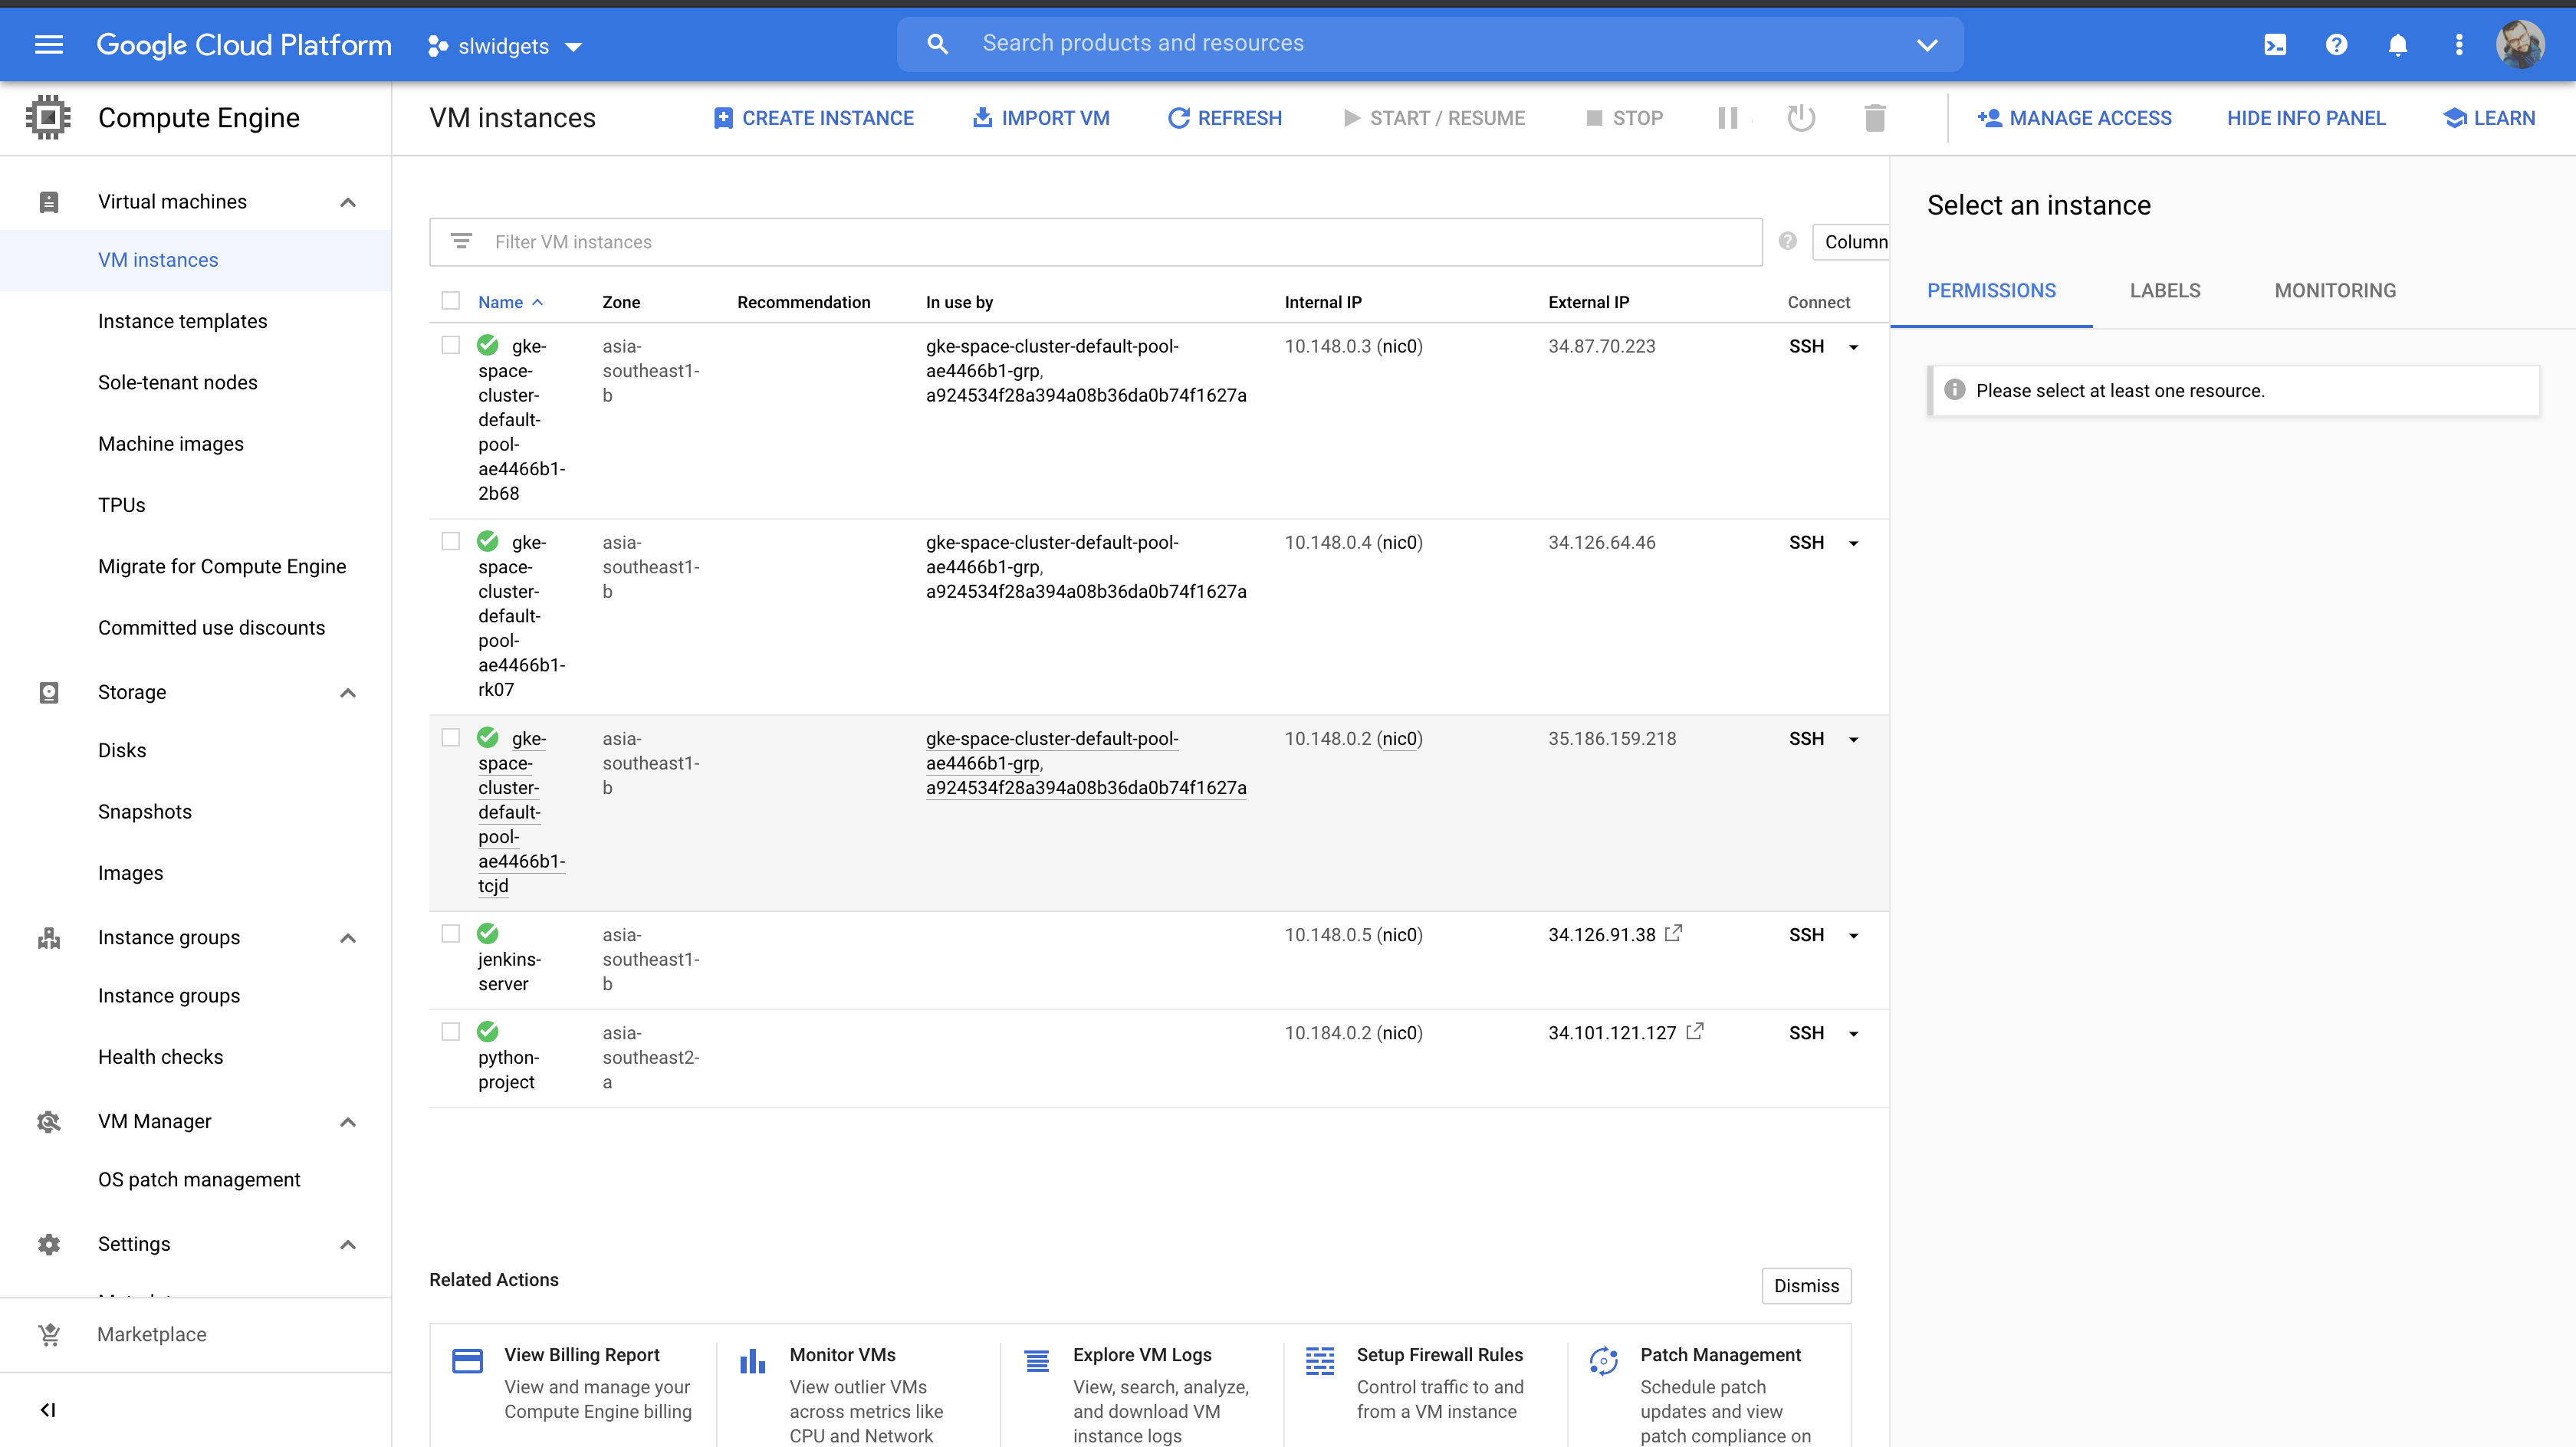 Google Cloud Platform
slwidgets
Search products and resources
Compute Engine
VM instances
CREATE INSTANCE
IMPORT VM
REFRESH
START / RESUME
STOP
MANAGE ACCESS
HIDE INFO PANEL
LEARN
Virtual machines
VM instances
Instance templates
Sole-tenant nodes
Machine images
TPUs
Migrate for Compute Engine
Committed use discounts
Storage
Disks
Snapshots
Images
Instance groups
Instance groups
Health checks
VM Manager
OS patch management
Settings
Marketplace
Filter VM instances
Column
Name Zone Recommendation In use by Internal IP External IP Connect
gke-
space-
cluster-
default-
pool-
ae4466b1-
2b68
asia-
southeast1-
b
gke-space-cluster-default-pool-
ae4466b1-grp,
a924534f28a394a08b36da0b74f1627a
10.148.0.3 (nic0)
34.87.70.223
SSH
gke-
space-
cluster-
default-
pool-
ae4466b1-
rk07
asia-
southeast1-
b
gke-space-cluster-default-pool-
ae4466b1-grp,
a924534f28a394a08b36da0b74f1627a
10.148.0.4 (nic0)
34.126.64.46
SSH
gke-
space-
cluster-
default-
pool-
ae4466b1-
tcjd
asia-
southeast1-
b
gke-space-cluster-default-pool-
ae4466b1-grp,
a924534f28a394a08b36da0b74f1627a
10.148.0.2 (nic0)
35.186.159.218
SSH
jenkins-
server
asia-
southeast1-
b
10.148.0.5 (nic0)
34.126.91.38
SSH
python-
project
asia-
southeast2-
a
10.184.0.2 (nic0)
34.101.121.127
SSH
Related Actions
Dismiss
View Billing Report
View and manage your
Compute Engine billing
Monitor VMs
View outlier VMs
across metrics like
CPU and Network
Explore VM Logs
View, search, analyze,
and download VM
instance logs
Setup Firewall Rules
Control traffic to and
from a VM instance
Patch Management
Schedule patch
updates and view
patch compliance on
Select an instance
PERMISSIONS
LABELS
MONITORING
Please select at least one resource.